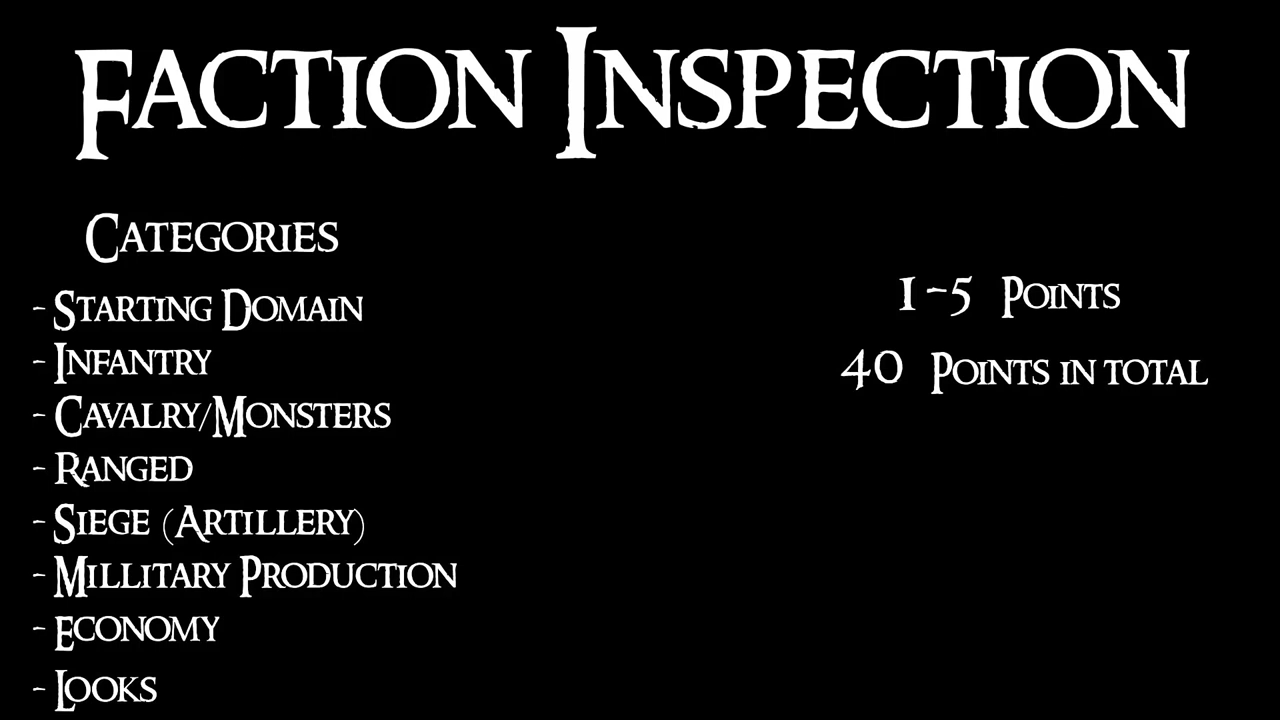 Faction Inspection
Categories
- Starting Domain
- Infantry
- Cavalry/Monsters
- Ranged
- Siege (Artillery)
- Millitary Production
- Economy
- Looks
1-5 Points
40 Points in total